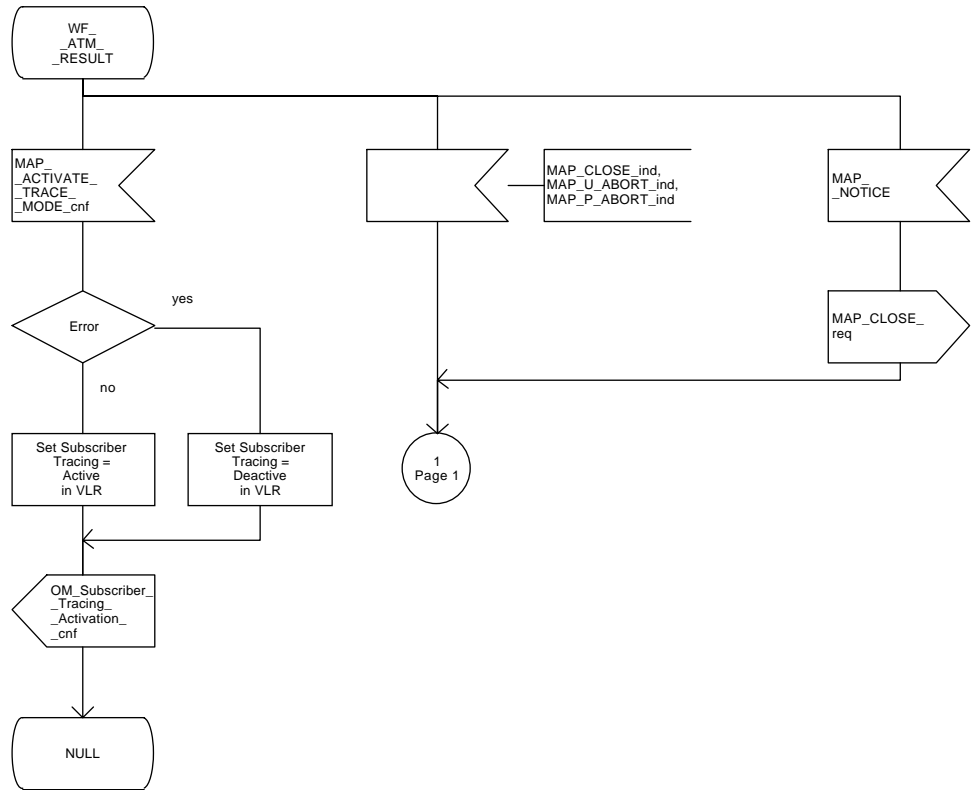 WF_
_ATM_
_RESULT
MAP_
_ACTIVATE_
_TRACE_
_MODE_cnf
MAP_CLOSE_ind,
MAP_U_ABORT_ind,
MAP_P_ABORT_ind
MAP_
_NOTICE
yes
Error
MAP_CLOSE_
req
no
Set Subscriber
Tracing =
Active
in VLR
Set Subscriber
Tracing =
Deactive
in VLR
1
Page 1
OM_Subscriber_
_Tracing_
_Activation_
_cnf
NULL